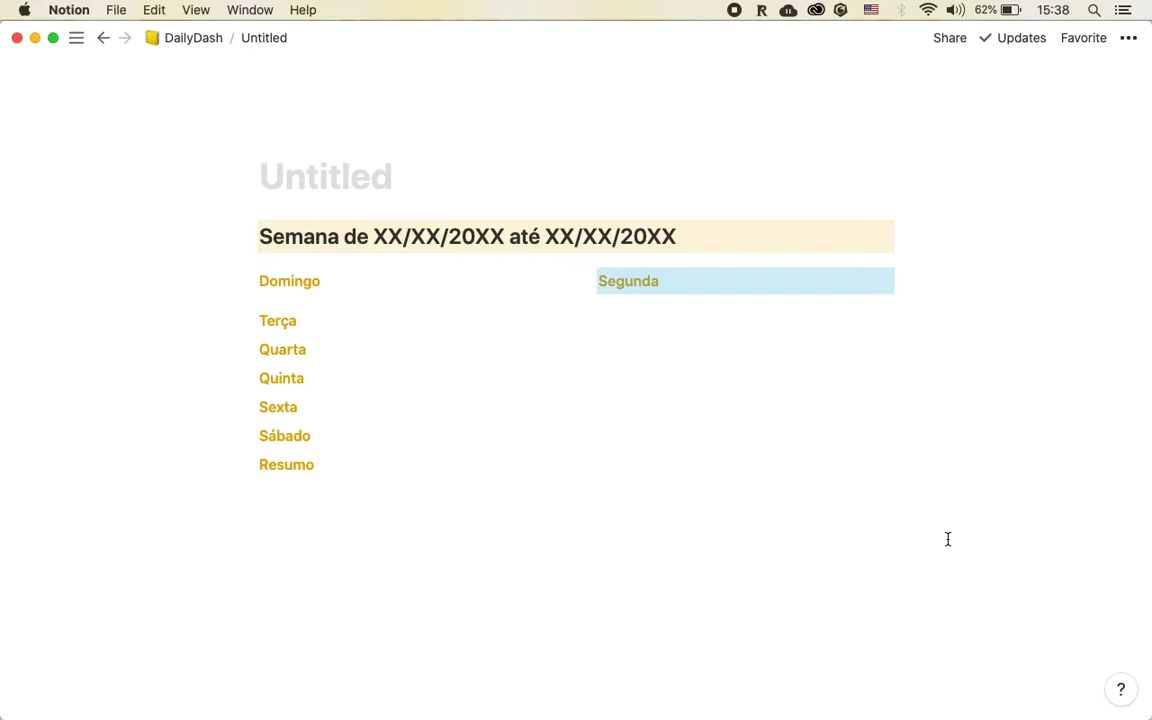 Notion File Edit View Window Help 62% 15:38
DailyDash / Untitled Share Updates Favorite
Untitled
Semana de XX/XX/20XX até XX/XX/20XX
Domingo Segunda
Terça
Quarta
Quinta
Sexta
Sábado
Resumo
?